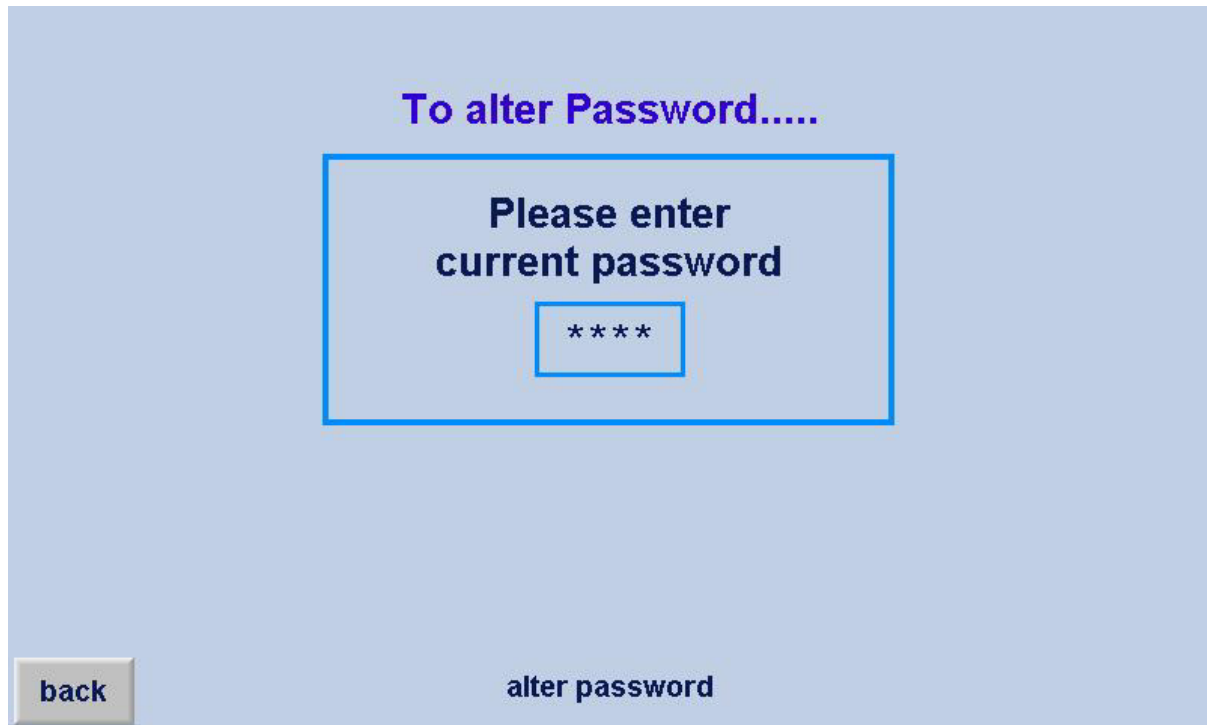 To alter Password.....
Please enter
current password
****
back
alter password